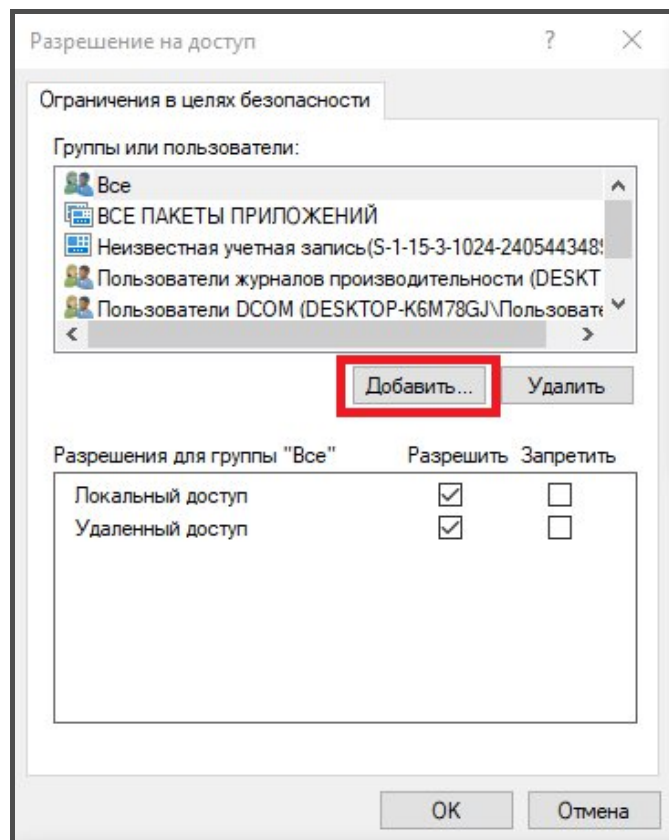 Разрешение на доступ ?
Ограничения в целях безопасности
Группы или пользователи:
Все
ВСЕ ПАКЕТЫ ПРИЛОЖЕНИЙ
Неизвестная учетная запись(S-1-15-3-1024-240544348
Пользователи журналов производительности (DESKT
Пользователи DCOM (DESKTOP-K6M78GJ\Пользовате
Добавить... Удалить
Разрешения для группы "Все" Разрешить Запретить
Локальный доступ
Удаленный доступ
ОК Отмена